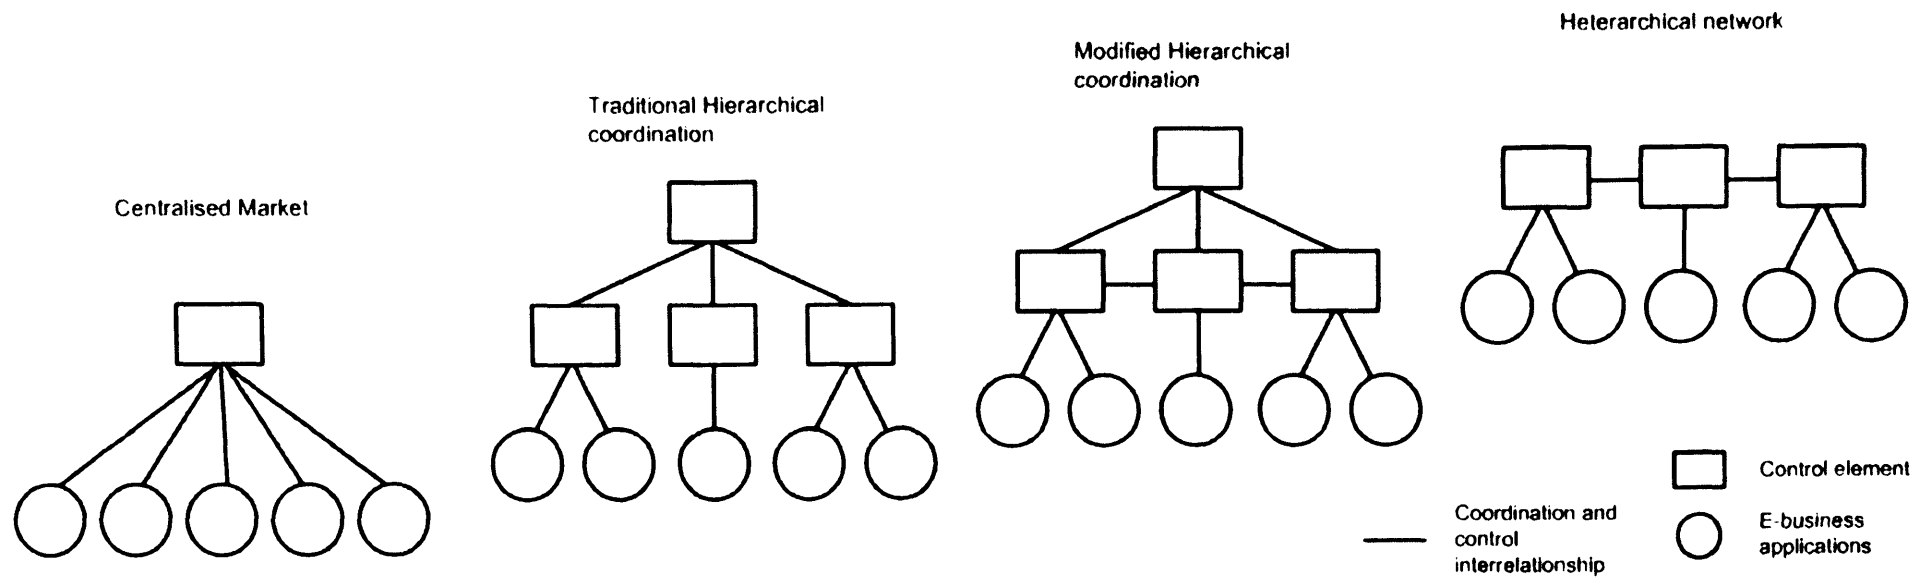 Centralised Market
Traditional Hierarchical
coordination
Modified Hierarchical
coordination
Heterarchical network
Control element
Coordination and
control
interrelationship
E-business
applications